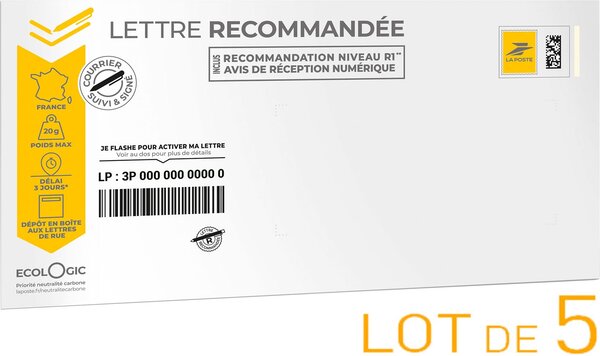 LETTRE RECOMMANDÉE
INCLUS
RECOMMANDATION NIVEAU R1**
AVIS DE RÉCEPTION NUMÉRIQUE
LA POSTE
COURRIER
SUIVI & SIGNÉ
FRANCE
20g
POIDS MAX
DÉLAI
3 JOURS*
DÉPÔT EN BOÎTE
AUX LETTRES
DE RUE
JE FLASHE POUR ACTIVER MA LETTRE
Voir au dos pour plus de détails
LP : 3P 000 000 0000 0
LETTRE
R
RECOMMANDÉE
ECOLOGIC
Priorité neutralité carbone
laposte.fr/neutralitecarbone
LOT DE 5